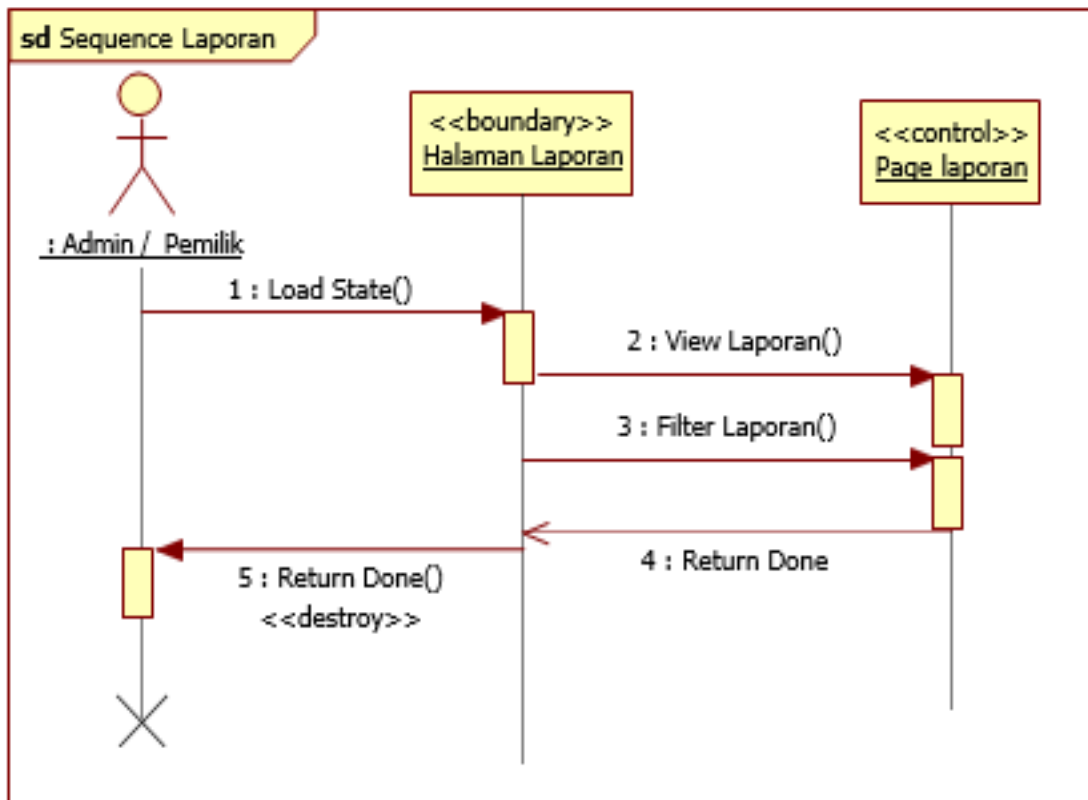 sd Sequence Laporan
<<boundary>>
Halaman Laporan
<<control>>
Page laporan
: Admin / Pemilik
1 : Load State()
2 : View Laporan()
3 : Filter Laporan()
4 : Return Done
5 : Return Done()
<<destroy>>